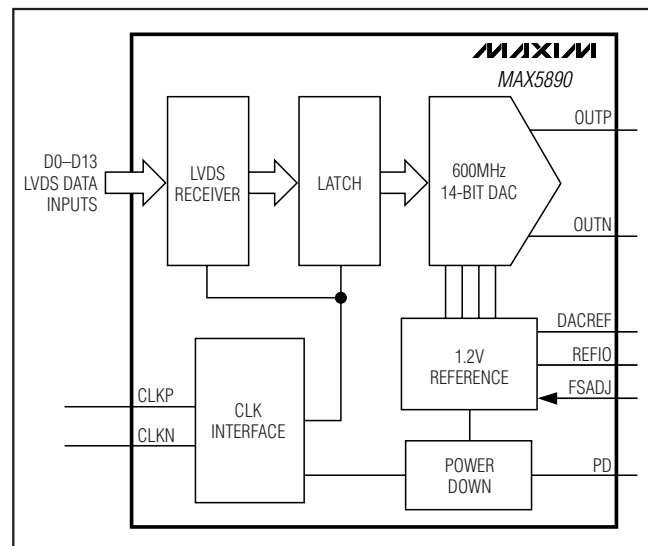 MAXIM
MAX5890
D0–D13
LVDS DATA
INPUTS
LVDS
RECEIVER
LATCH
600MHz
14-BIT DAC
OUTP
OUTN
1.2V
REFERENCE
DACREF
REFIO
FSADJ
CLKP
CLKN
CLK
INTERFACE
POWER
DOWN
PD